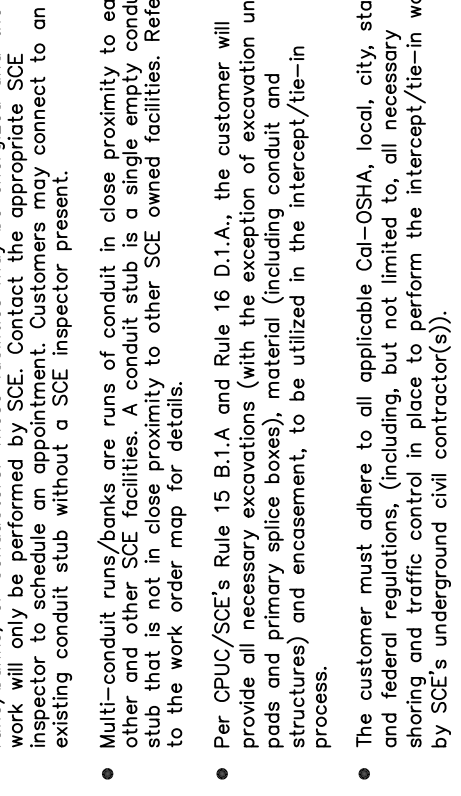 work will only be performed by SCE. Contact the appropriate SCE
inspector to schedule an appointment. Customers may connect to an
existing conduit stub without a SCE inspector present.
● Multi-conduit runs/banks are runs of conduit in close proximity to
other and other SCE facilities. A conduit stub is a single empty
stub that is not in close proximity to other SCE owned facilities.
to the work order map for details.
● Per CPUC/SCE's Rule 15 B.1.A and Rule 16 D.1.A., the customer will
provide all necessary excavations (with the exception of excavation
pads and primary splice boxes), material (including conduit and
structures) and encasement, to be utilized in the intercept/tie-in
process.
● The customer must adhere to all applicable Cal-OSHA, local, city,
and federal regulations, (including, but not limited to, all necessary
shoring and traffic control in place to perform the intercept/tie-in
by SCE's underground civil contractor(s)).